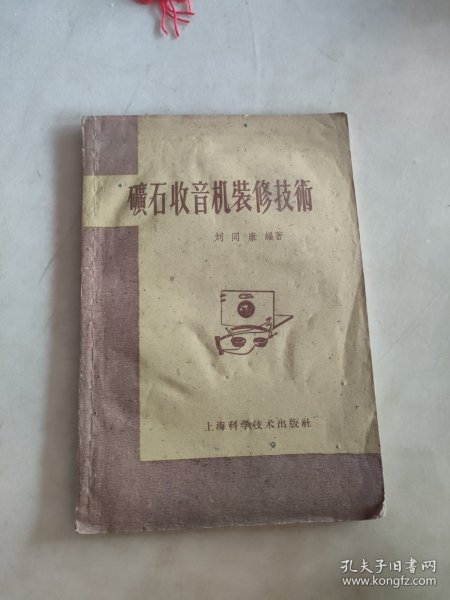 礦石收音机裝修技術
刘同康 編著
上海科学技术出版社
孔夫子旧书网
www.kongfz.com